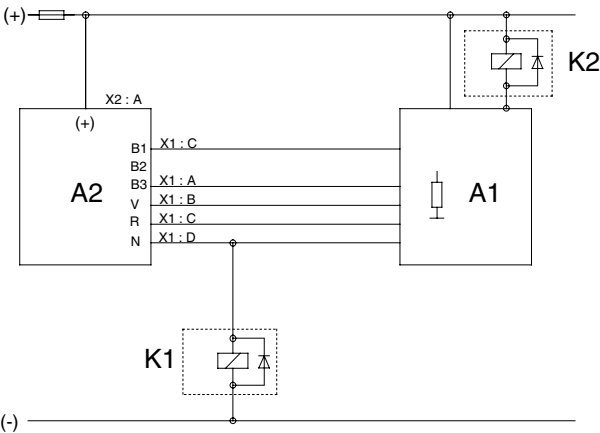 (+)
K2
X2 : A
(+)
B1 X1 : C
B2
B3 X1 : A
A2
A1
V X1 : B
R X1 : C
N X1 : D
K1
(-)